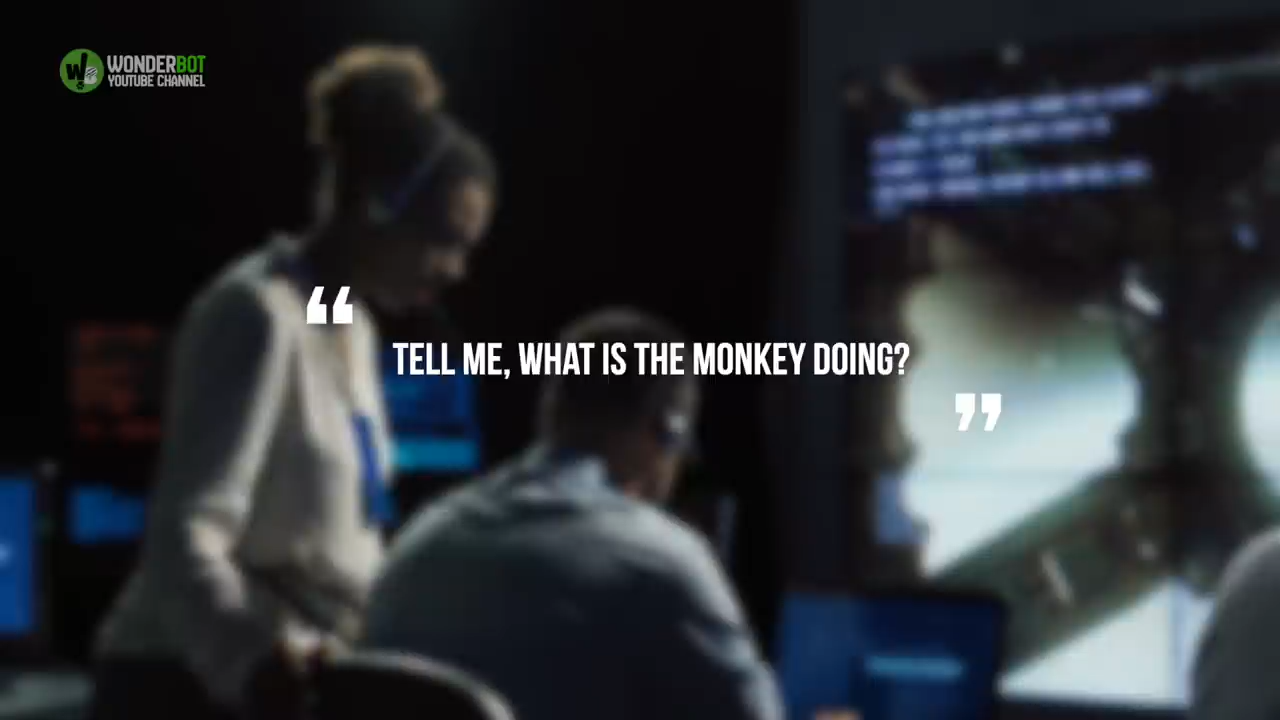 WONDERBOT
YOUTUBE CHANNEL
“TELL ME, WHAT IS THE MONKEY DOING?”